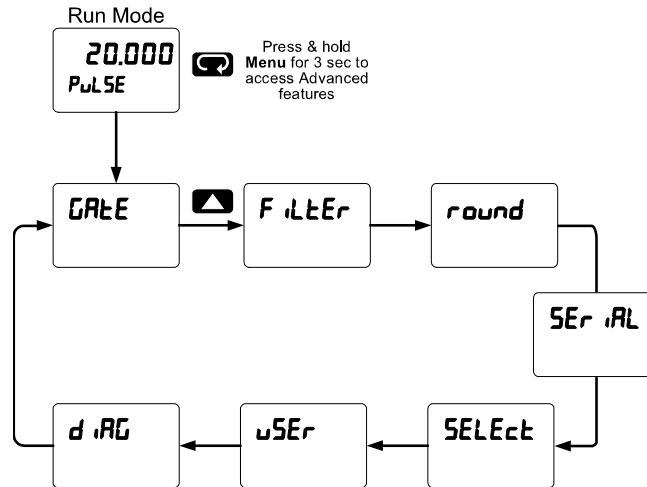 Run Mode
20.000
PuLSE
Press & hold
Menu for 3 sec to
access Advanced
features
GAtE
FiLtEr
round
SEriAL
diAG
uSEr
SELEct